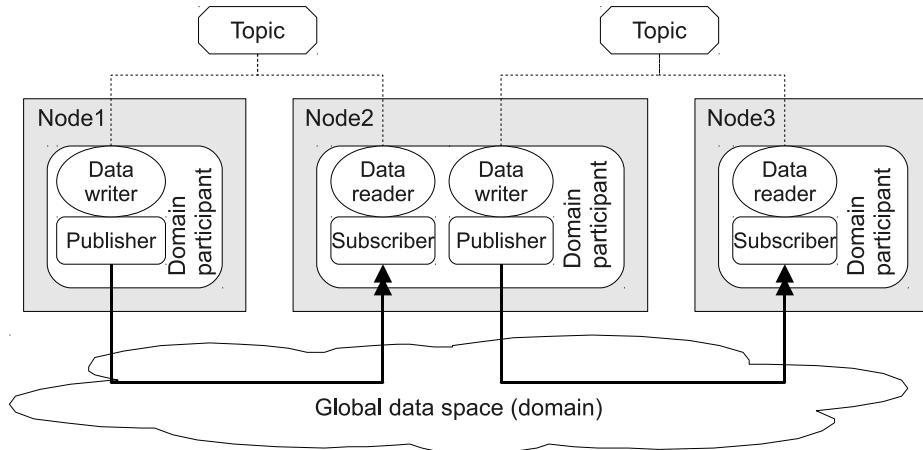 Topic
Topic
Node1
Node2
Node3
Data
writer
Publisher
Domain
participant
Data
reader
Subscriber
Data
writer
Publisher
Domain
participant
Data
reader
Subscriber
Domain
participant
Global data space (domain)